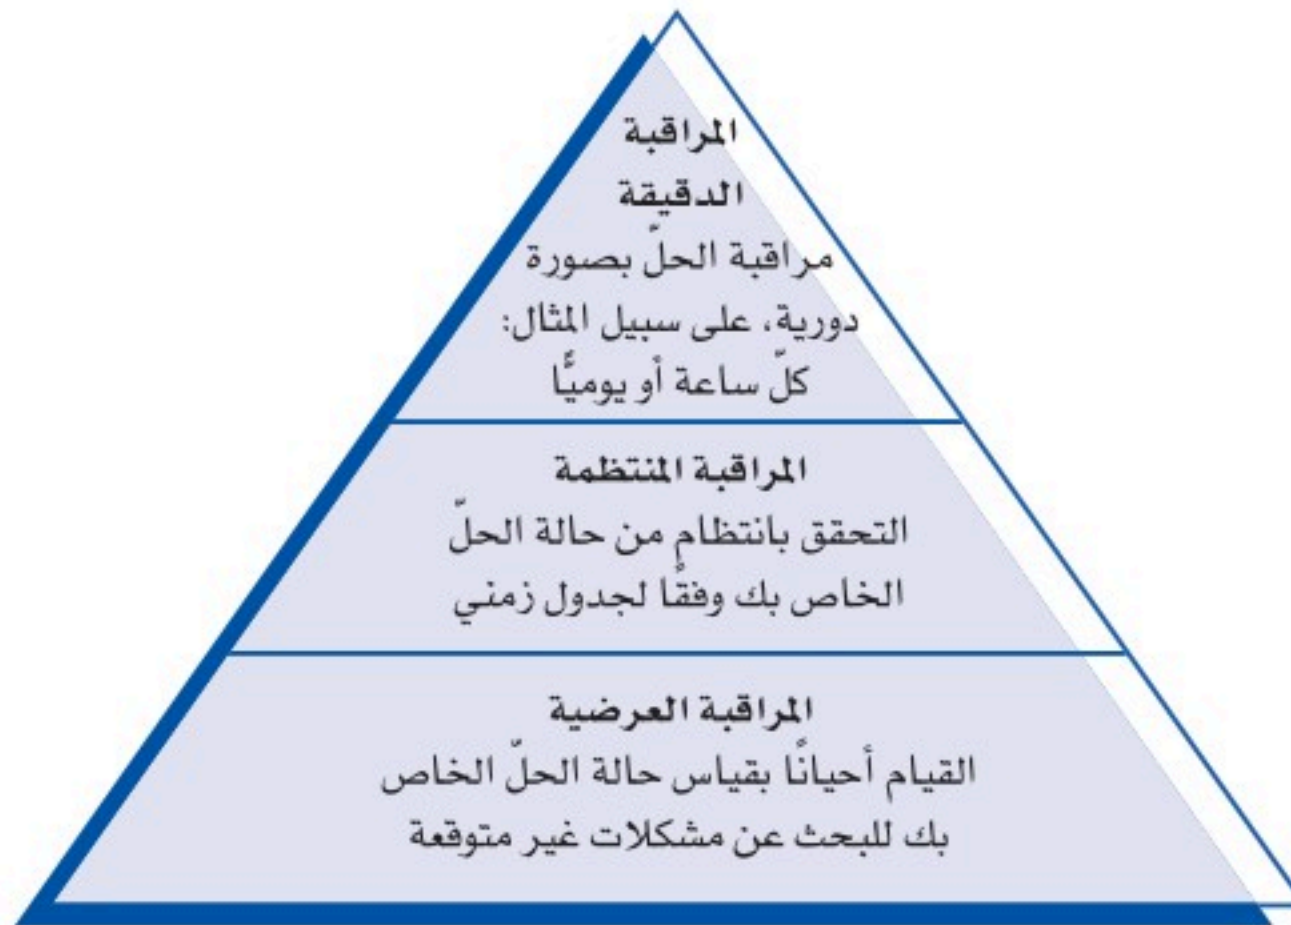 المراقبة
الدقيقة
مراقبة الحلّ بصورة
دورية، على سبيل المثال:
كلّ ساعة أو يوميًّا
المراقبة المنتظمة
التحقق بانتظام من حالة الحلّ
الخاص بك وفقًا لجدول زمني
المراقبة العرضية
القيام أحيانًا بقياس حالة الحلّ الخاص
بك للبحث عن مشكلات غير متوقعة